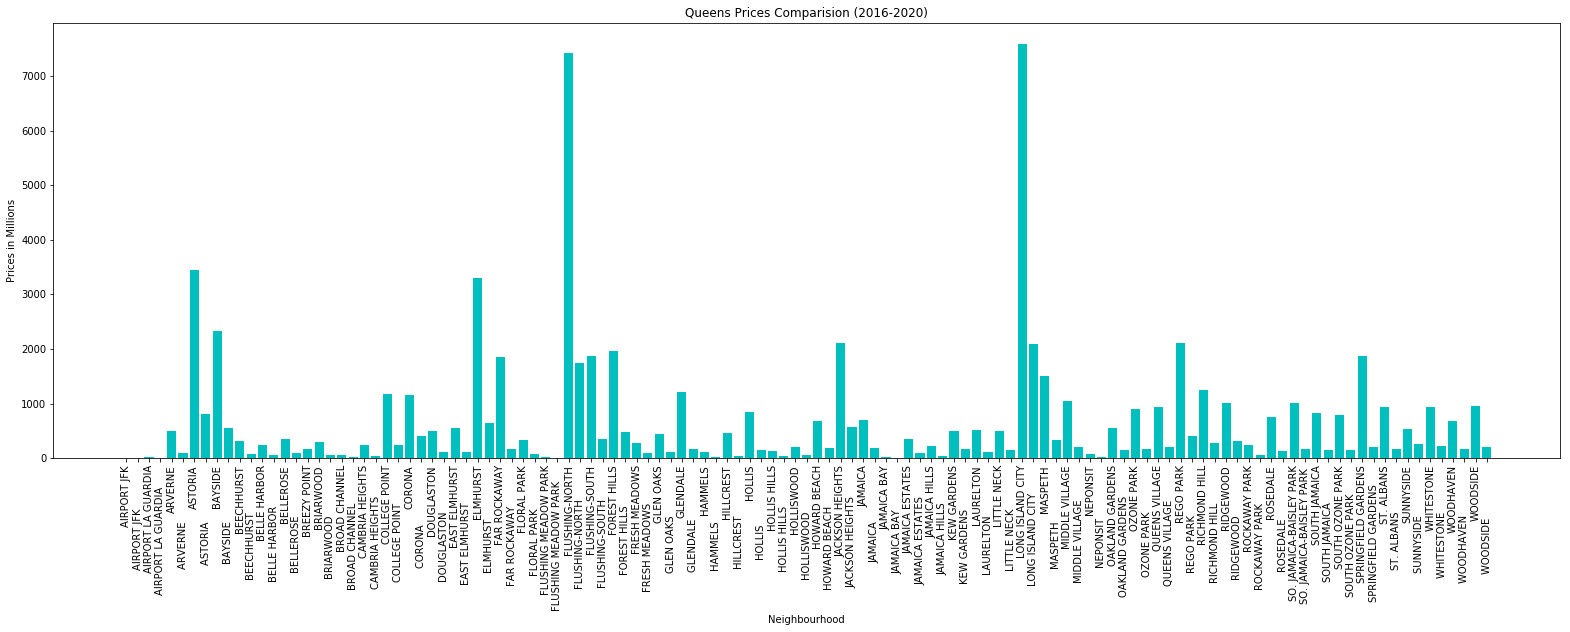 Queens Prices Comparision (2016-2020)
Prices in Millions
7000
6000
5000
4000
3000
2000
1000
0
AIRPORT JFK
AIRPORT JFK
AIRPORT LA GUARDIA
AIRPORT LA GUARDIA
ARVERNE
ARVERNE
ASTORIA
ASTORIA
BAYSIDE
BAYSIDE
BEECHHURST
BEECHHURST
BELLE HARBOR
BELLE HARBOR
BELLEROSE
BELLEROSE
BREEZY POINT
BRIARWOOD
BRIARWOOD
BROAD CHANNEL
BROAD CHANNEL
CAMBRIA HEIGHTS
CAMBRIA HEIGHTS
COLLEGE POINT
COLLEGE POINT
CORONA
CORONA
DOUGLASTON
DOUGLASTON
EAST ELMHURST
EAST ELMHURST
ELMHURST
ELMHURST
FAR ROCKAWAY
FAR ROCKAWAY
FLORAL PARK
FLORAL PARK
FLUSHING MEADOW PARK
FLUSHING MEADOW PARK
FLUSHING-NORTH
FLUSHING-NORTH
FLUSHING-SOUTH
FLUSHING-SOUTH
FOREST HILLS
FOREST HILLS
FRESH MEADOWS
FRESH MEADOWS
GLEN OAKS
GLEN OAKS
GLENDALE
GLENDALE
HAMMELS
HAMMELS
HILLCREST
HILLCREST
HOLLIS
HOLLIS
HOLLIS HILLS
HOLLIS HILLS
HOLLISWOOD
HOLLISWOOD
HOWARD BEACH
HOWARD BEACH
JACKSON HEIGHTS
JACKSON HEIGHTS
JAMAICA
JAMAICA
JAMAICA BAY
JAMAICA BAY
JAMAICA ESTATES
JAMAICA ESTATES
JAMAICA HILLS
JAMAICA HILLS
KEW GARDENS
KEW GARDENS
LAURELTON
LAURELTON
LITTLE NECK
LITTLE NECK
LONG ISLAND CITY
LONG ISLAND CITY
MASPETH
MASPETH
MIDDLE VILLAGE
MIDDLE VILLAGE
NEPONSIT
NEPONSIT
OAKLAND GARDENS
OAKLAND GARDENS
OZONE PARK
OZONE PARK
QUEENS VILLAGE
QUEENS VILLAGE
REGO PARK
REGO PARK
RICHMOND HILL
RICHMOND HILL
RIDGEWOOD
RIDGEWOOD
ROCKAWAY PARK
ROCKAWAY PARK
ROSEDALE
ROSEDALE
SO. JAMAICA-BAISLEY PARK
SO. JAMAICA-BAISLEY PARK
SOUTH JAMAICA
SOUTH JAMAICA
SOUTH OZONE PARK
SOUTH OZONE PARK
SPRINGFIELD GARDENS
SPRINGFIELD GARDENS
ST. ALBANS
ST. ALBANS
SUNNYSIDE
SUNNYSIDE
WHITESTONE
WHITESTONE
WOODHAVEN
WOODHAVEN
WOODSIDE
WOODSIDE
Neighbourhood